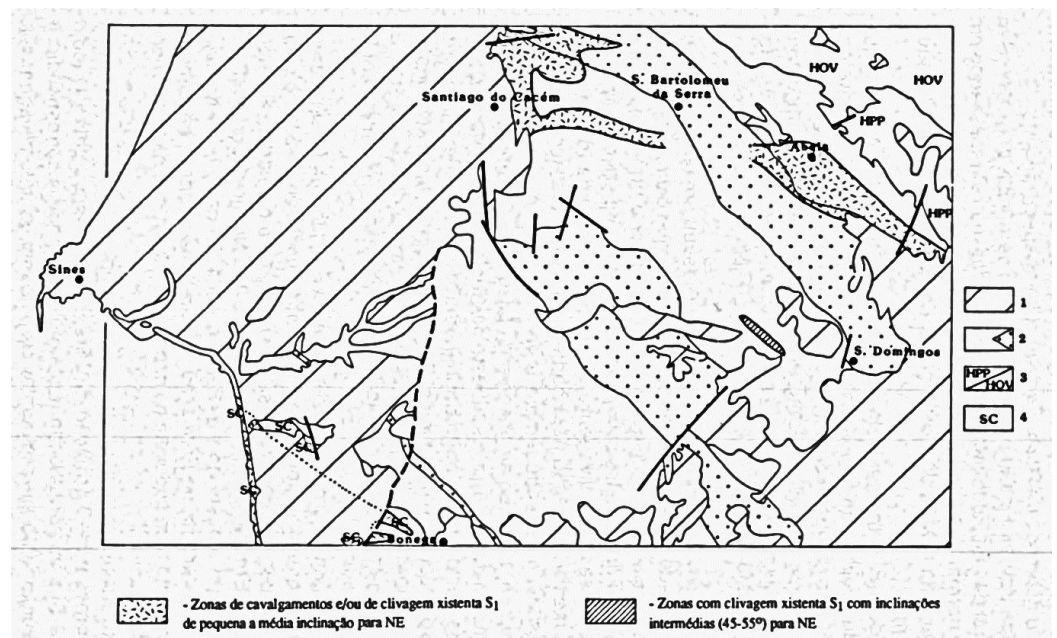 HOV
HOV
S. Bartolomeu
da Serra
Santiago do Cacém
HPP
Abela
HPP
Sines
1
2
HPP
HOV
3
SC
4
S. Domingos
SC
SC
SC
SC
SC
SC
- Zonas de cavalgamentos e/ou de clivagem xistenta S1
de pequena a média inclinação para NE
- Zonas com clivagem xistenta S1 com inclinações
intermédias (45-55º) para NE